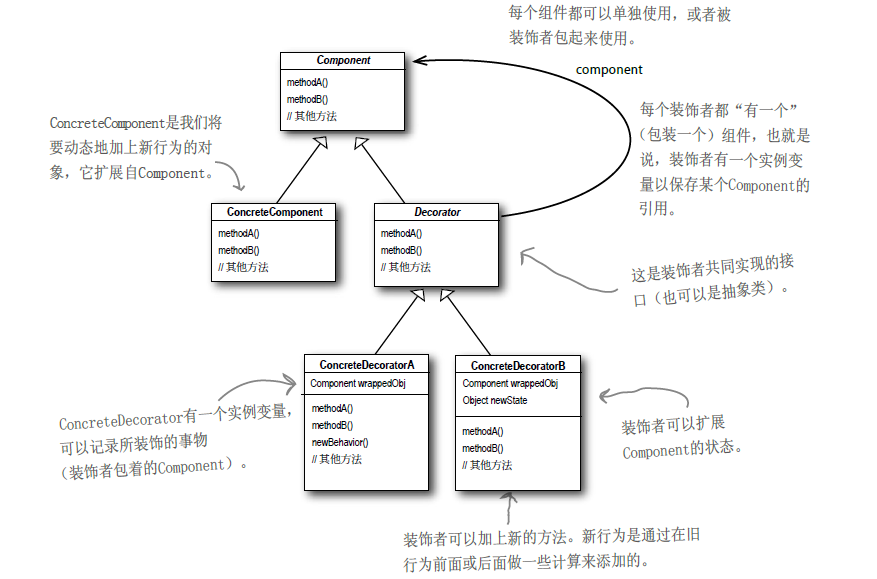 每个组件都可以单独使用，或者被
装饰者包起来使用。
Component
methodA()
methodB()
// 其他方法
component
每个装饰者都“有一个”
（包装一个）组件，也就是
说，装饰者有一个实例变
量以保存某个Component的
引用。
ConcreteComponent是我们将
要动态地加上新行为的对
象，它扩展自Component。
ConcreteComponent
methodA()
methodB()
// 其他方法
Decorator
methodA()
methodB()
// 其他方法
这是装饰者共同实现的接
口（也可以是抽象类）。
ConcreteDecoratorA
Component wrappedObj
methodA()
methodB()
newBehavior()
// 其他方法
ConcreteDecoratorB
Component wrappedObj
Object newState
methodA()
methodB()
// 其他方法
ConcreteDecorator有一个实例变量，
可以记录所装饰的事物
（装饰者包着的Component）。
装饰者可以扩展
Component的状态。
装饰者可以加上新的方法。新行为是通过在旧
行为前面或后面做一些计算来添加的。